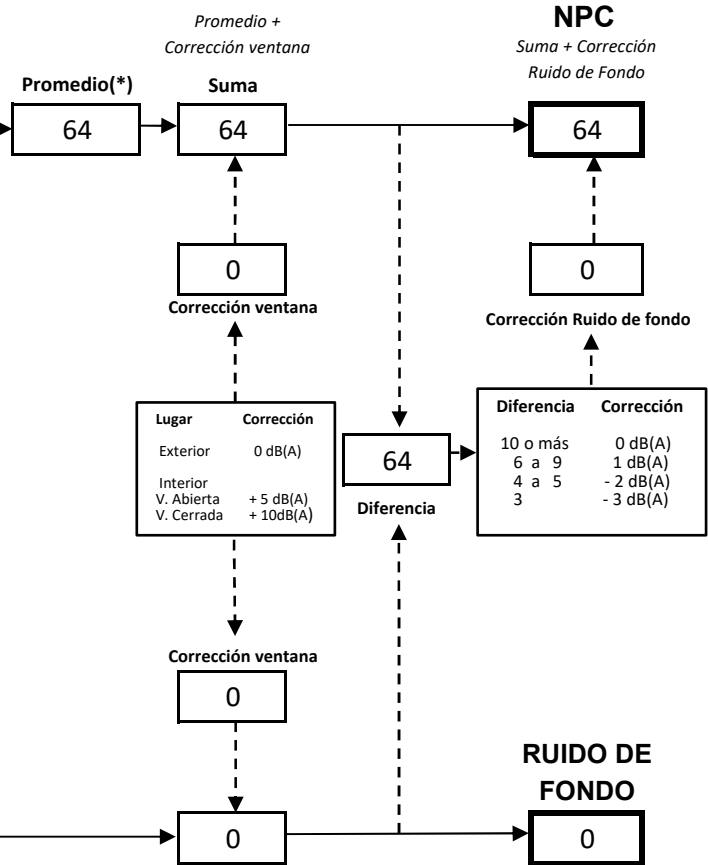 Promedio +
Corrección ventana
NPC
Suma + Corrección
Ruido de Fondo
Promedio(*)
Suma
64
64
64
0
0
Corrección ventana
Corrección Ruido de fondo
Lugar Corrección
Exterior 0 dB(A)
Interior
V. Abierta + 5 dB(A)
V. Cerrada + 10dB(A)
64
Diferencia
Diferencia Corrección
10 o más 0 dB(A)
6 a 9 1 dB(A)
4 a 5 - 2 dB(A)
3 - 3 dB(A)
Corrección ventana
0
RUIDO DE
FONDO
0
0